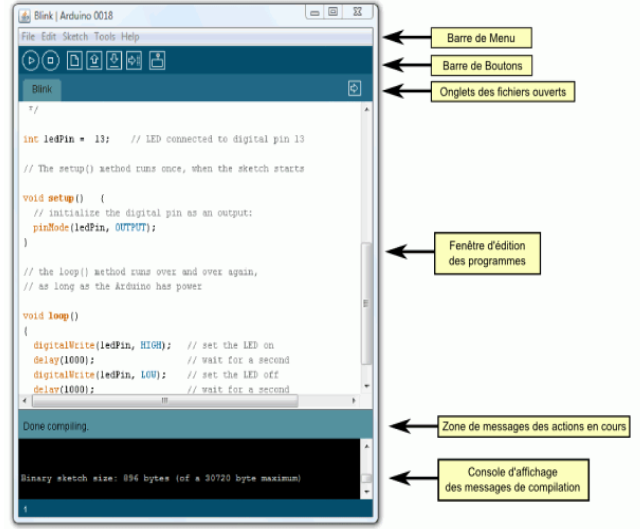 Blink | Arduino 0018
File Edit Sketch Tools Help
Barre de Menu
Barre de Boutons
Blink
Onglets des fichiers ouverts
*/
int ledPin = 13; // LED connected to digital pin 13
// The setup() method runs once, when the sketch starts
void setup() {
// initialize the digital pin as an output:
pinMode(ledPin, OUTPUT);
}
Fenêtre d'édition
des programmes
// the loop() method runs over and over again,
// as long as the Arduino has power
void loop()
{
digitalWrite(ledPin, HIGH); // set the LED on
delay(1000); // wait for a second
digitalWrite(ledPin, LOW); // set the LED off
delay(1000); // wait for a second
Done compiling.
Zone de messages des actions en cours
Binary sketch size: 896 bytes (of a 30720 byte maximum)
Console d'affichage
des messages de compilation
1